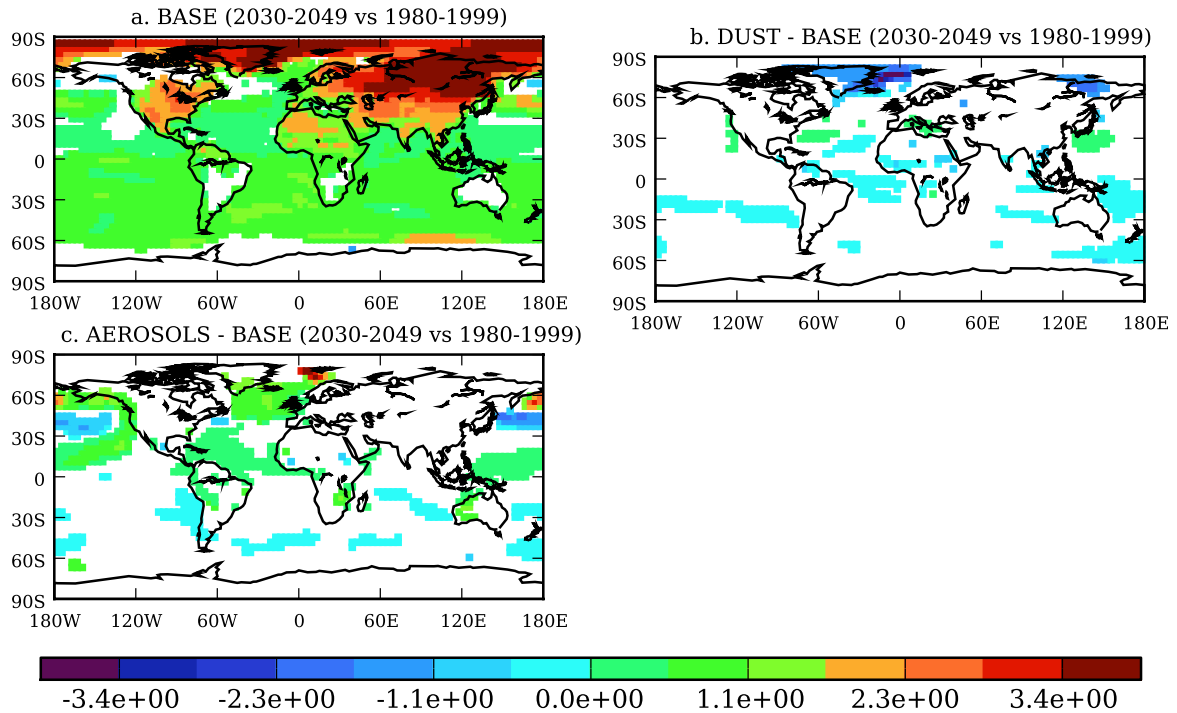 a. BASE (2030-2049 vs 1980-1999)
90S
60S
30S
0
30S
60S
90S
180W 120W 60W 0 60E 120E 180E
b. DUST - BASE (2030-2049 vs 1980-1999)
90S
60S
30S
0
30S
60S
90S
180W 120W 60W 0 60E 120E 180E
c. AEROSOLS - BASE (2030-2049 vs 1980-1999)
90S
60S
30S
0
30S
60S
90S
180W 120W 60W 0 60E 120E 180E
-3.4e+00 -2.3e+00 -1.1e+00 0.0e+00 1.1e+00 2.3e+00 3.4e+00